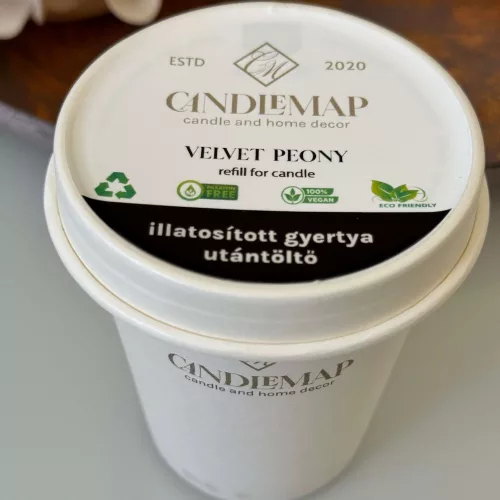 ESTD 2020
CANDLEMAP
candle and home decor
VELVET PEONY
refill for candle
PARAFFINE
FREE
100%
VEGAN
ECO FRIENDLY
illatosított gyertya
utántöltő
CANDLEMAP
candle and home decor